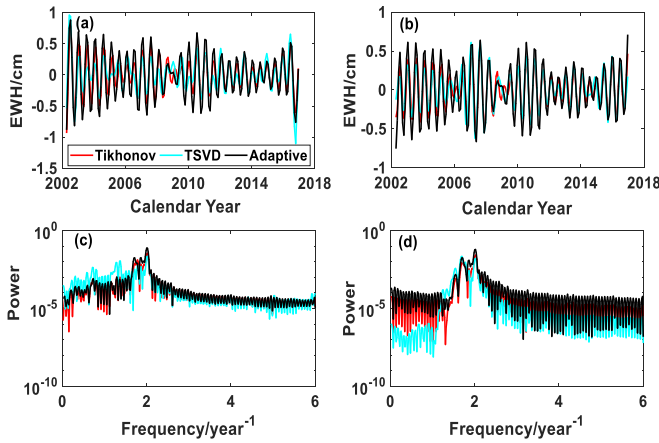 (a)
1
0.5
0
-0.5
-1
-1.5
EWH/cm
Tikhonov TSVD Adaptive
2002 2006 2010 2014 2018
Calendar Year
(b)
1
0.5
0
-0.5
-1
EWH/cm
2002 2006 2010 2014 2018
Calendar Year
(c)
10^0
10^-5
10^-10
Power
0 2 4 6
Frequency/year^-1
(d)
10^0
10^-5
10^-10
Power
0 2 4 6
Frequency/year^-1